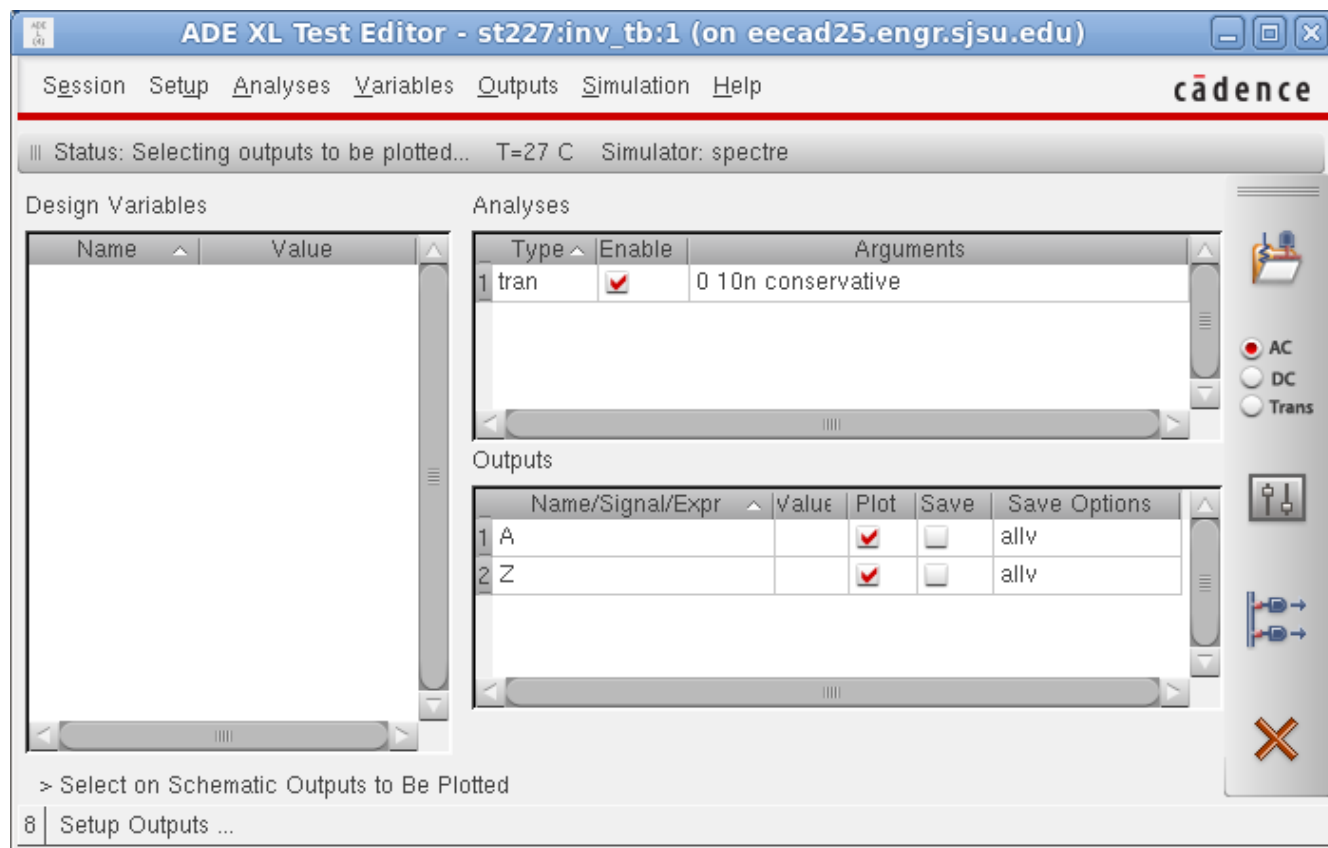 ADE XL Test Editor - st227:inv_tb:1 (on eecad25.engr.sjsu.edu)
Session Setup Analyses Variables Outputs Simulation Help
cādence
Status: Selecting outputs to be plotted... T=27 C Simulator: spectre
Design Variables
Name Value
Analyses
Type Enable Arguments
1 tran 0 10n conservative
AC
DC
Trans
Outputs
Name/Signal/Expr Value Plot Save Save Options
1 A allv
2 Z allv
> Select on Schematic Outputs to Be Plotted
8 Setup Outputs ...